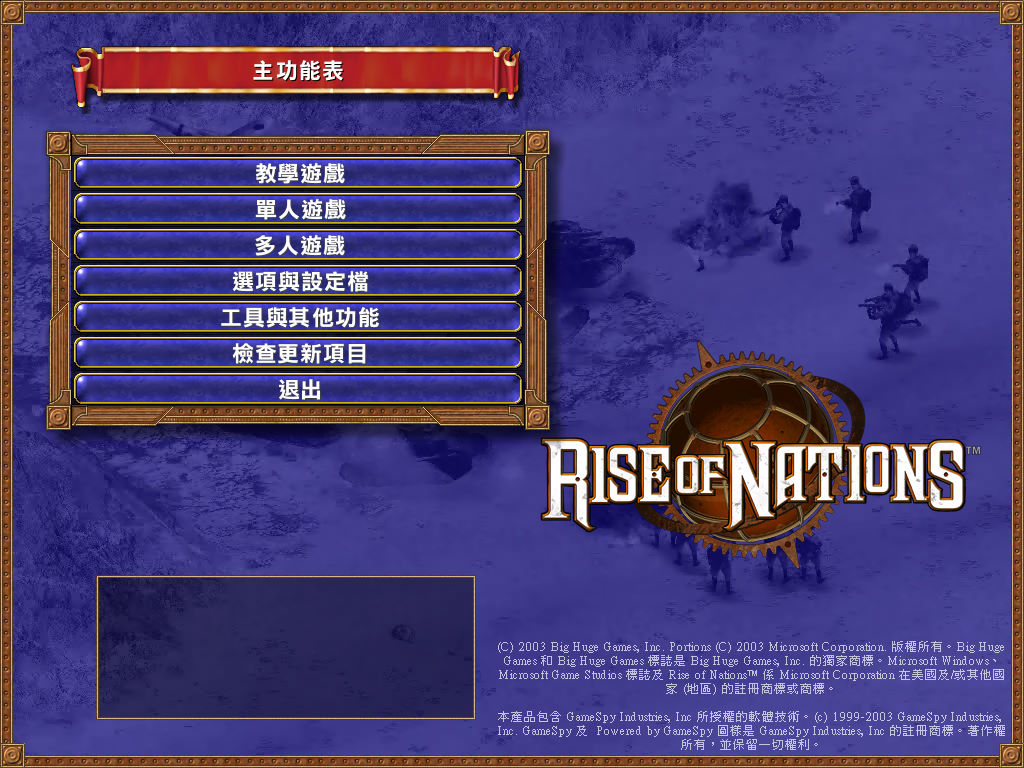 主功能表
教學遊戲
單人遊戲
多人遊戲
選項與設定檔
工具與其他功能
檢查更新項目
退出
RISE OF NATIONS™
(C) 2003 Big Huge Games, Inc. Portions (C) 2003 Microsoft Corporation. 版權所有。Big Huge
Games 和 Big Huge Games 標誌是 Big Huge Games, Inc. 的獨家商標。Microsoft Windows、
Microsoft Game Studios 標誌及 Rise of Nations™ 係 Microsoft Corporation 在美國及/或其他國
家 (地區) 的註冊商標或商標。
本產品包含 GameSpy Industries, Inc 所授權的軟體技術。(c) 1999-2003 GameSpy Industries,
Inc. GameSpy 及 Powered by GameSpy 圖樣是 GameSpy Industries, Inc 的註冊商標。著作權
所有，並保留一切權利。